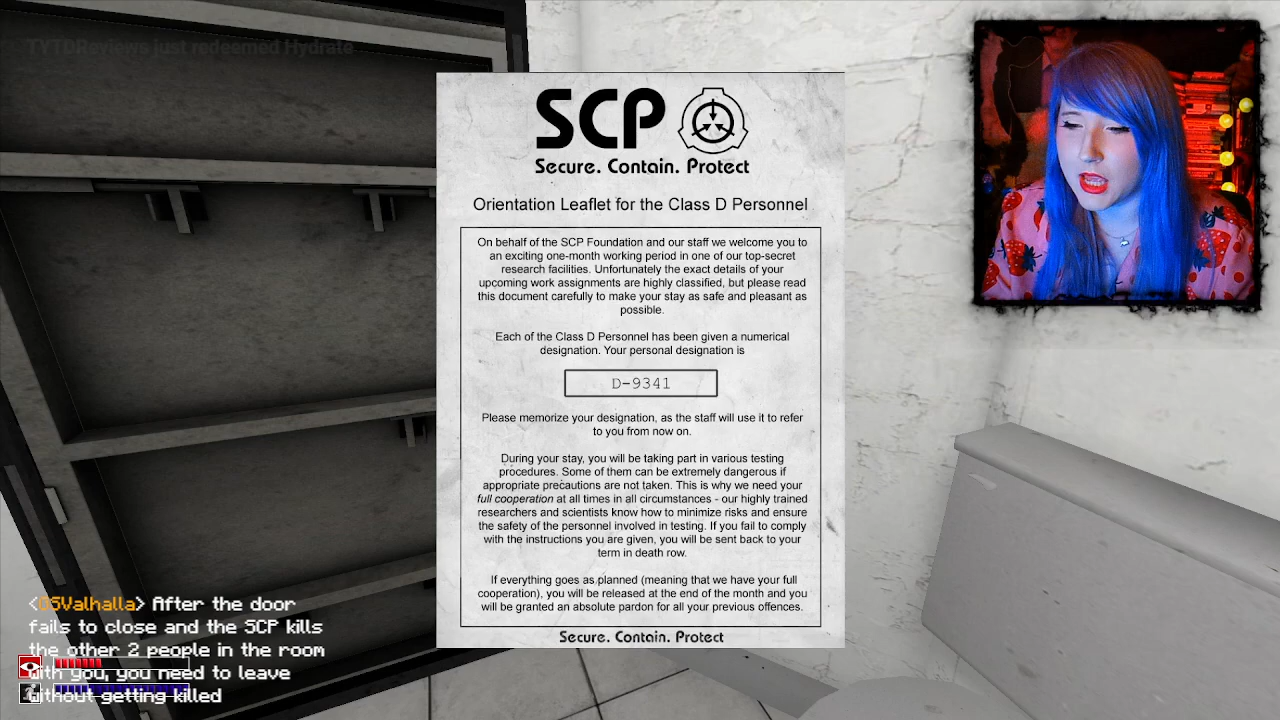 TYTDReviews just redeemed Hydrate
SCP
Secure. Contain. Protect
Orientation Leaflet for the Class D Personnel
On behalf of the SCP Foundation and our staff we welcome you to
an exciting one-month working period in one of our top-secret
research facilities. Unfortunately the exact details of your
upcoming work assignments are highly classified, but please read
this document carefully to make your stay as safe and pleasant as
possible.
Each of the Class D Personnel has been given a numerical
designation. Your personal designation is
D-9341
Please memorize your designation, as the staff will use it to refer
to you from now on.
During your stay, you will be taking part in various testing
procedures. Some of them can be extremely dangerous if
appropriate precautions are not taken. This is why we need your
full cooperation at all times in all circumstances - our highly trained
researchers and scientists know how to minimize risks and ensure
the safety of the personnel involved in testing. If you fail to comply
with the instructions you are given, you will be sent back to your
term in death row.
If everything goes as planned (meaning that we have your full
cooperation), you will be released at the end of the month and you
will be granted an absolute pardon for all your previous offences.
Secure. Contain. Protect
<05Valhalla> After the door
fails to close and the SCP kills
the other 2 people in the room
with you, you need to leave
without getting killed